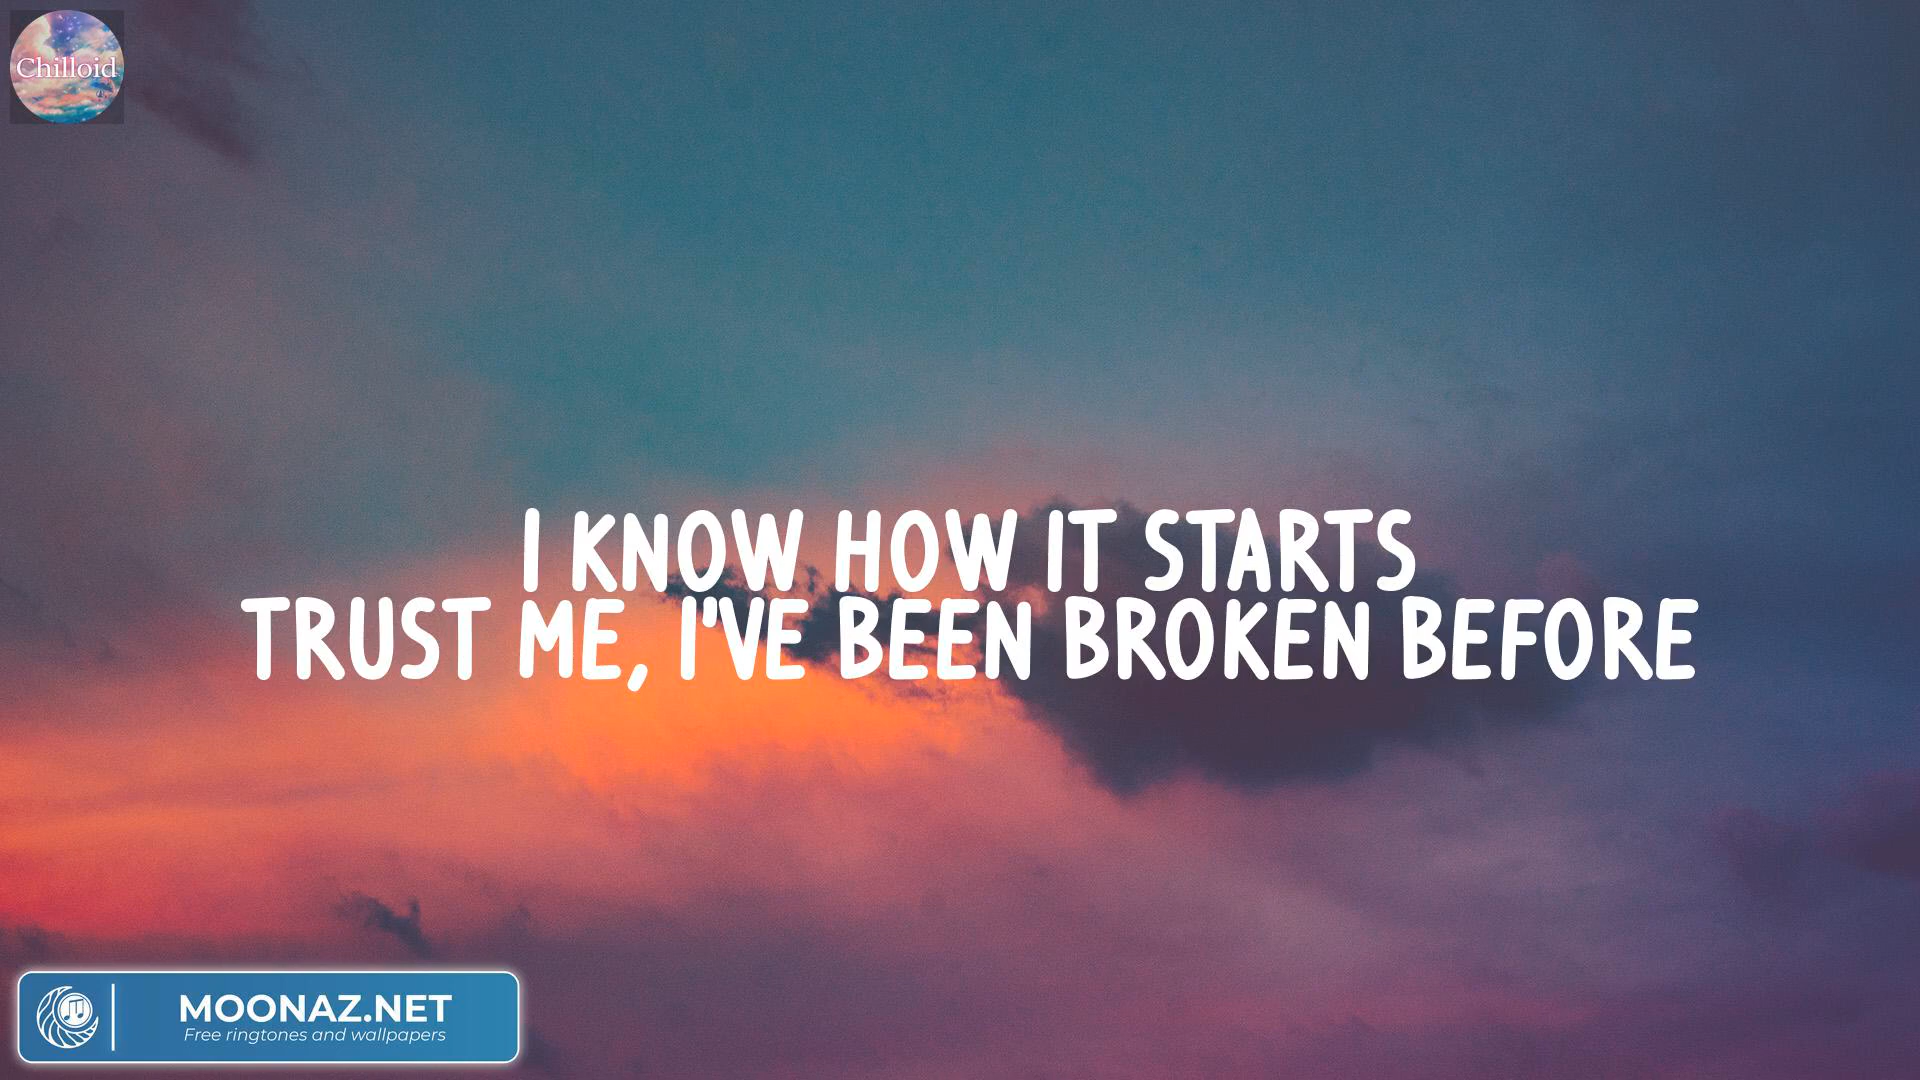 Chilloid
I KNOW HOW IT STARTS
TRUST ME, I"VE BEEN BROKEN BEFORE
MOONAZ.NET
Free ringtones and wallpapers